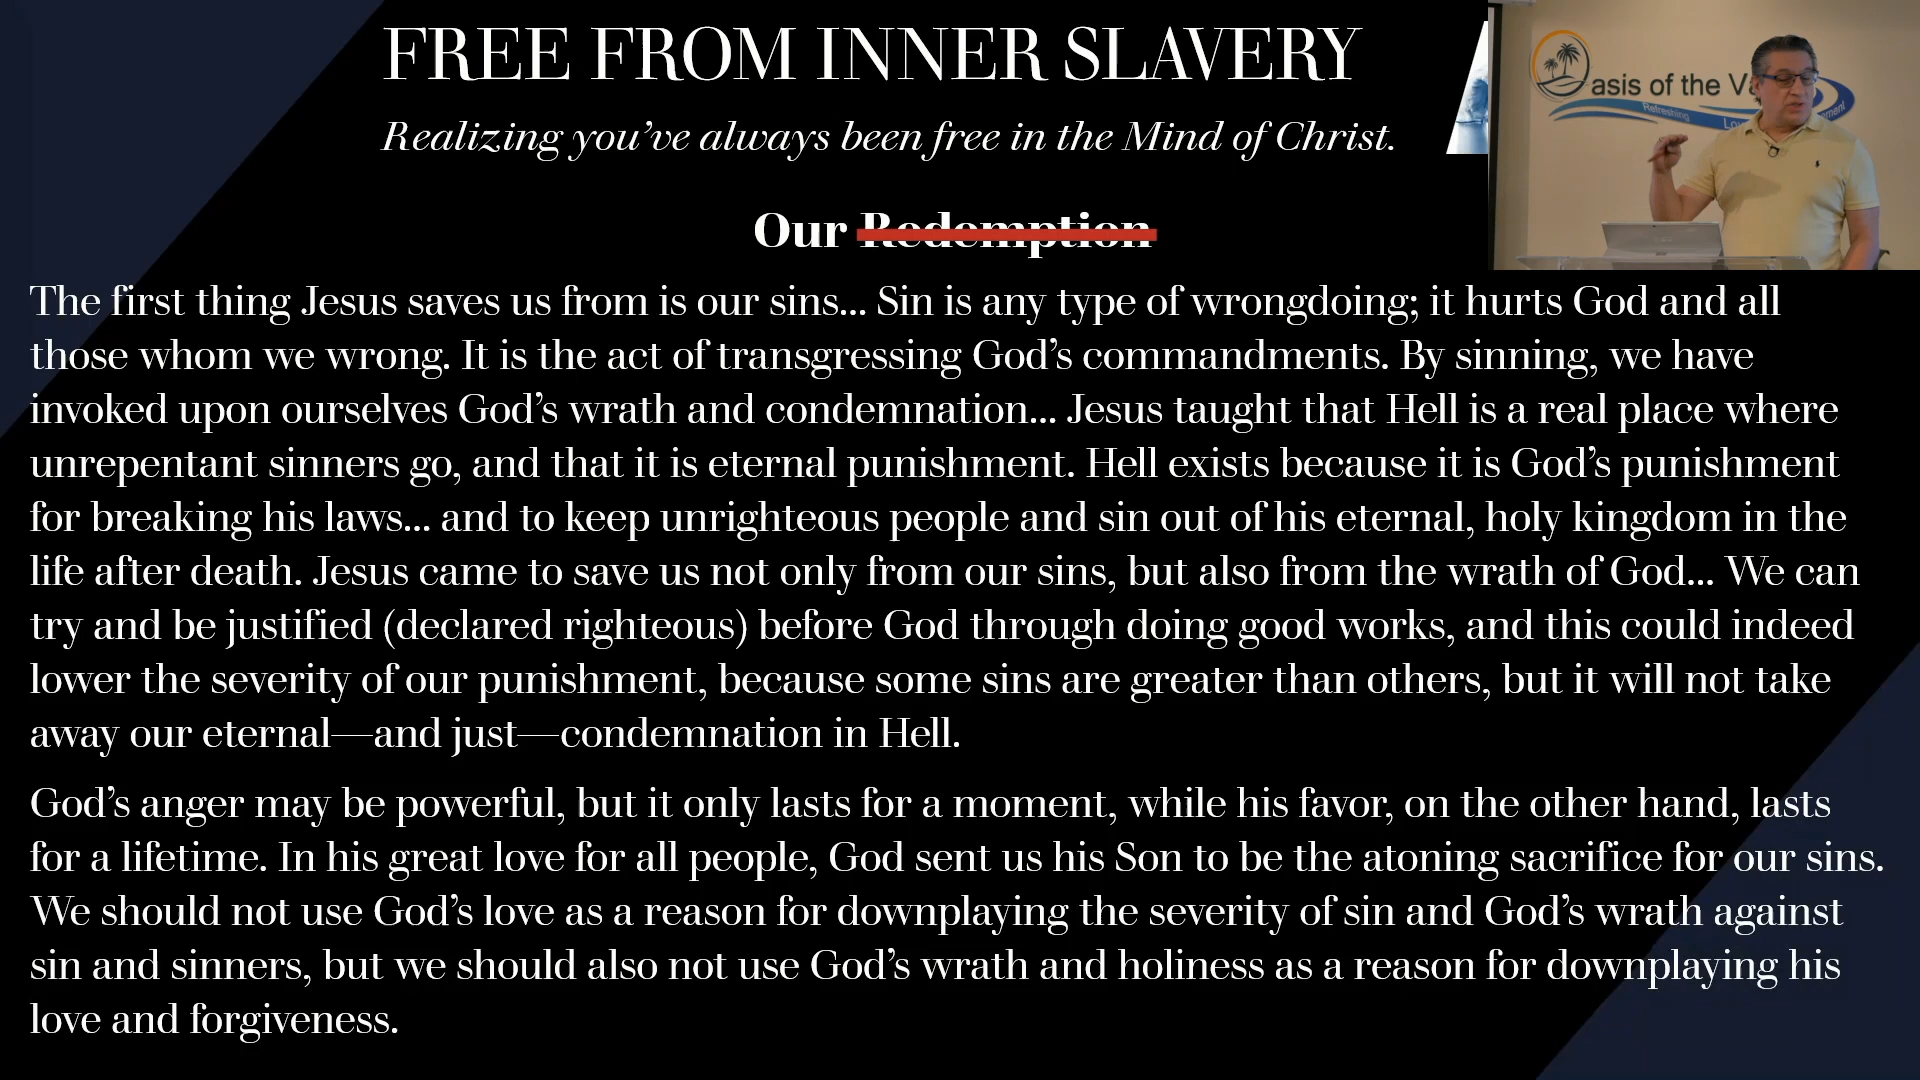 FREE FROM INNER SLAVERY
Realizing you’ve always been free in the Mind of Christ.
asis of the Va
Refreshing
Our Redemption
The first thing Jesus saves us from is our sins... Sin is any type of wrongdoing; it hurts God and all
those whom we wrong. It is the act of transgressing God’s commandments. By sinning, we have
invoked upon ourselves God’s wrath and condemnation... Jesus taught that Hell is a real place where
unrepentant sinners go, and that it is eternal punishment. Hell exists because it is God’s punishment
for breaking his laws... and to keep unrighteous people and sin out of his eternal, holy kingdom in the
life after death. Jesus came to save us not only from our sins, but also from the wrath of God... We can
try and be justified (declared righteous) before God through doing good works, and this could indeed
lower the severity of our punishment, because some sins are greater than others, but it will not take
away our eternal—and just—condemnation in Hell.
God’s anger may be powerful, but it only lasts for a moment, while his favor, on the other hand, lasts
for a lifetime. In his great love for all people, God sent us his Son to be the atoning sacrifice for our sins.
We should not use God’s love as a reason for downplaying the severity of sin and God’s wrath against
sin and sinners, but we should also not use God’s wrath and holiness as a reason for downplaying his
love and forgiveness.